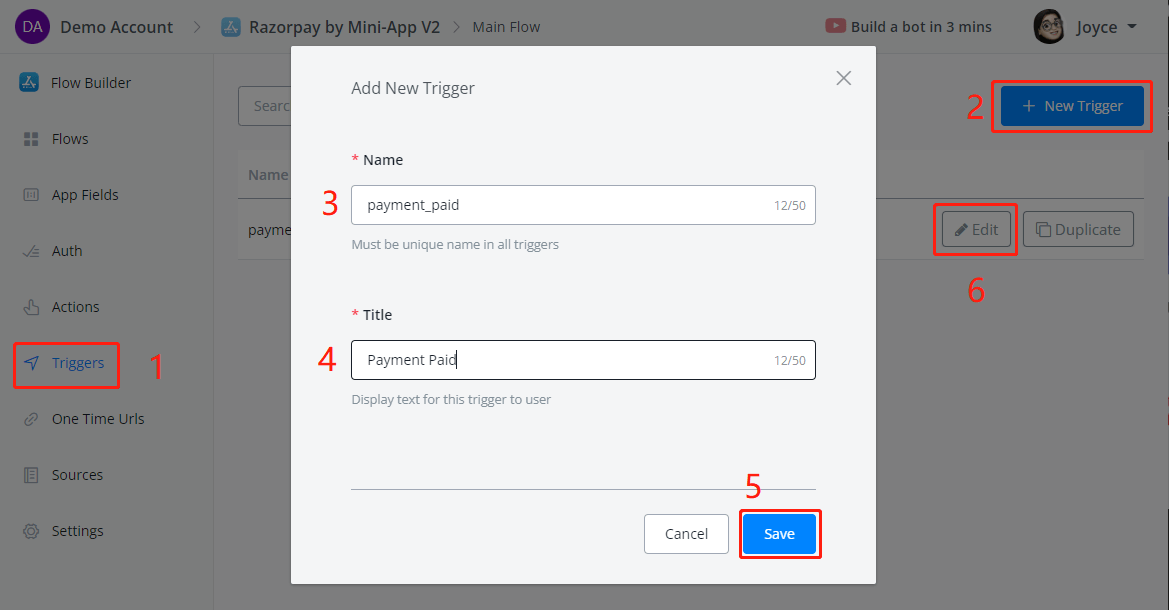 DA Demo Account Razorpay by Mini-App V2 Main Flow Build a bot in 3 mins Joyce
Flow Builder
Flows
App Fields
Auth
Actions
Triggers 1
One Time Urls
Sources
Settings
Searc
2 + New Trigger
Name
payme
Edit Duplicate
6
Add New Trigger
* Name
3 payment_paid 12/50
Must be unique name in all triggers
* Title
4 Payment Paid 12/50
Display text for this trigger to user
5
Cancel Save